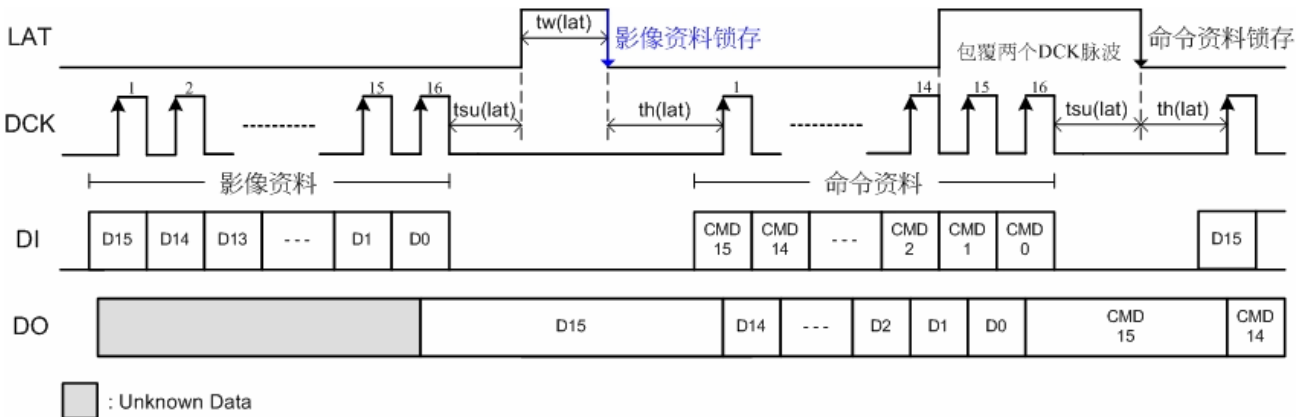 LAT
tw(lat)
影像资料锁存
包覆两个DCK脉波
命令资料锁存
DCK
1 2 15 16
tsu(lat)
th(lat)
1 14 15 16
tsu(lat)
th(lat)
影像资料
命令资料
DI
D15 D14 D13 --- D1 D0
CMD 15 CMD 14 --- CMD 2 CMD 1 CMD 0
D15
DO
D15 D14 --- D2 D1 D0 CMD 15 CMD 14
: Unknown Data